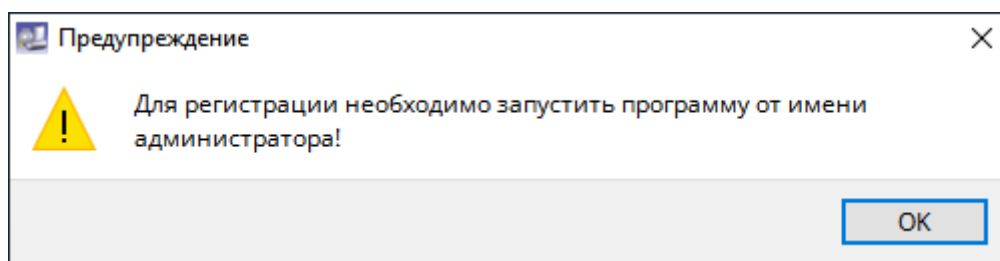 Предупреждение
Для регистрации необходимо запустить программу от имени
администратора!
OK